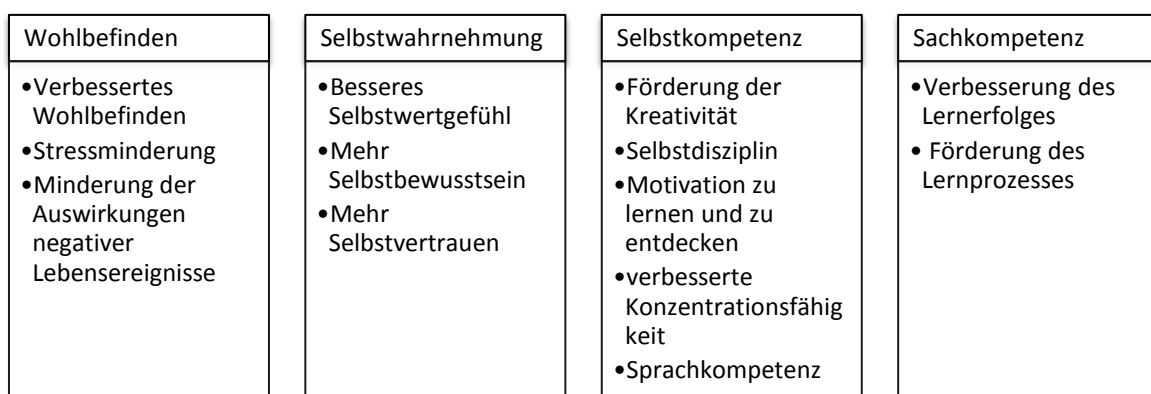 Wohlbefinden
•Verbessertes
Wohlbefinden
•Stressminderung
•Minderung der
Auswirkungen
negativer
Lebensereignisse
Selbstwahrnehmung
•Besseres
Selbstwertgefühl
•Mehr
Selbstbewusstsein
•Mehr
Selbstvertrauen
Selbstkompetenz
•Förderung der
Kreativität
•Selbstdisziplin
•Motivation zu
lernen und zu
entdecken
•verbesserte
Konzentrationsfähig
keit
•Sprachkompetenz
Sachkompetenz
•Verbesserung des
Lernerfolges
• Förderung des
Lernprozesses